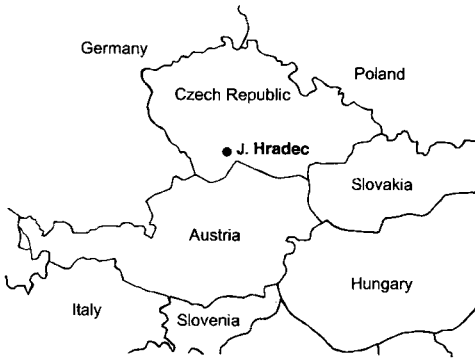 Germany
Poland
Czech Republic
J. Hradec
Slovakia
Austria
Hungary
Italy
Slovenia